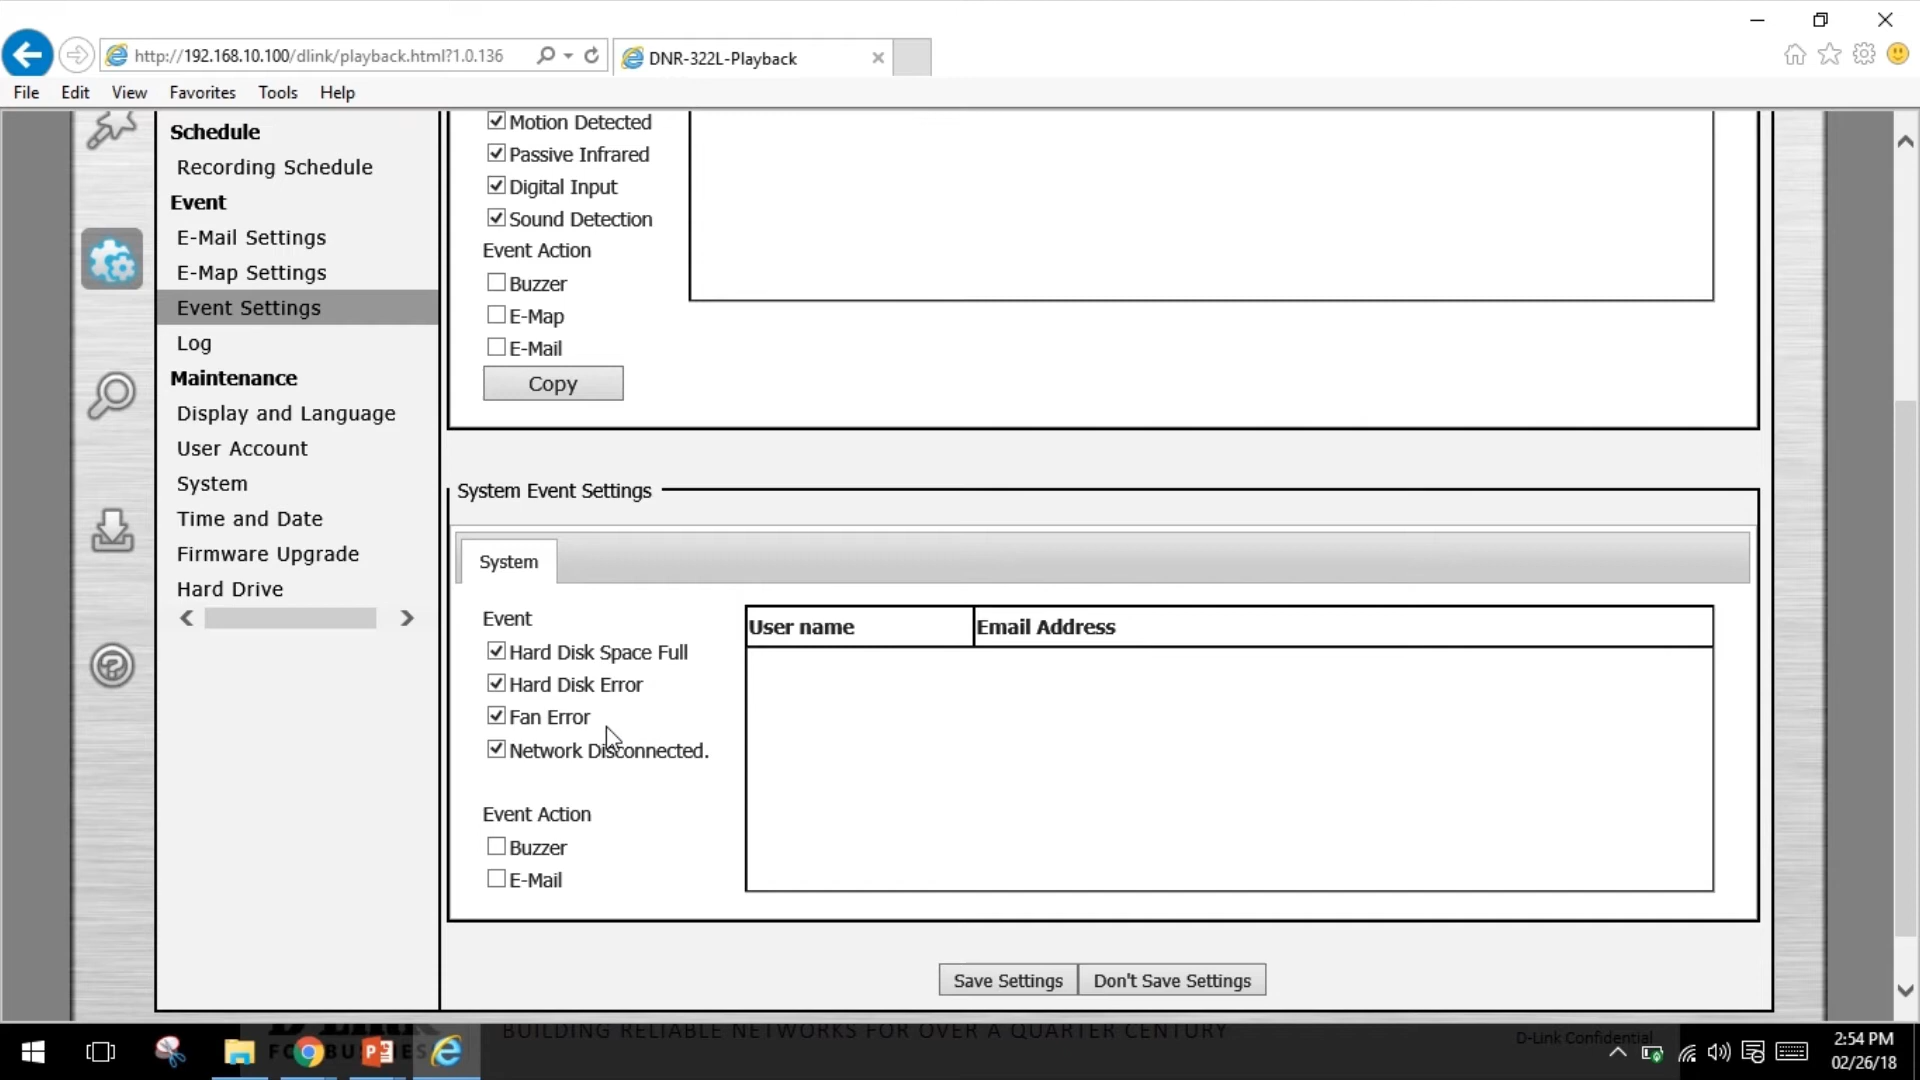 http://192.168.10.100/dlink/playback.html?1.0.136
DNR-322L-Playback
File Edit View Favorites Tools Help
Schedule
Recording Schedule
Event
E-Mail Settings
E-Map Settings
Event Settings
Log
Maintenance
Display and Language
User Account
System
Time and Date
Firmware Upgrade
Hard Drive
Motion Detected
Passive Infrared
Digital Input
Sound Detection
Event Action
Buzzer
E-Map
E-Mail
Copy
System Event Settings
System
Event
Hard Disk Space Full
Hard Disk Error
Fan Error
Network Disconnected.
Event Action
Buzzer
E-Mail
User name Email Address
Save Settings Don't Save Settings
BUILDING RELIABLE NETWORKS FOR OVER A QUARTER CENTURY
D-Link Confidential
2:54 PM
02/26/18